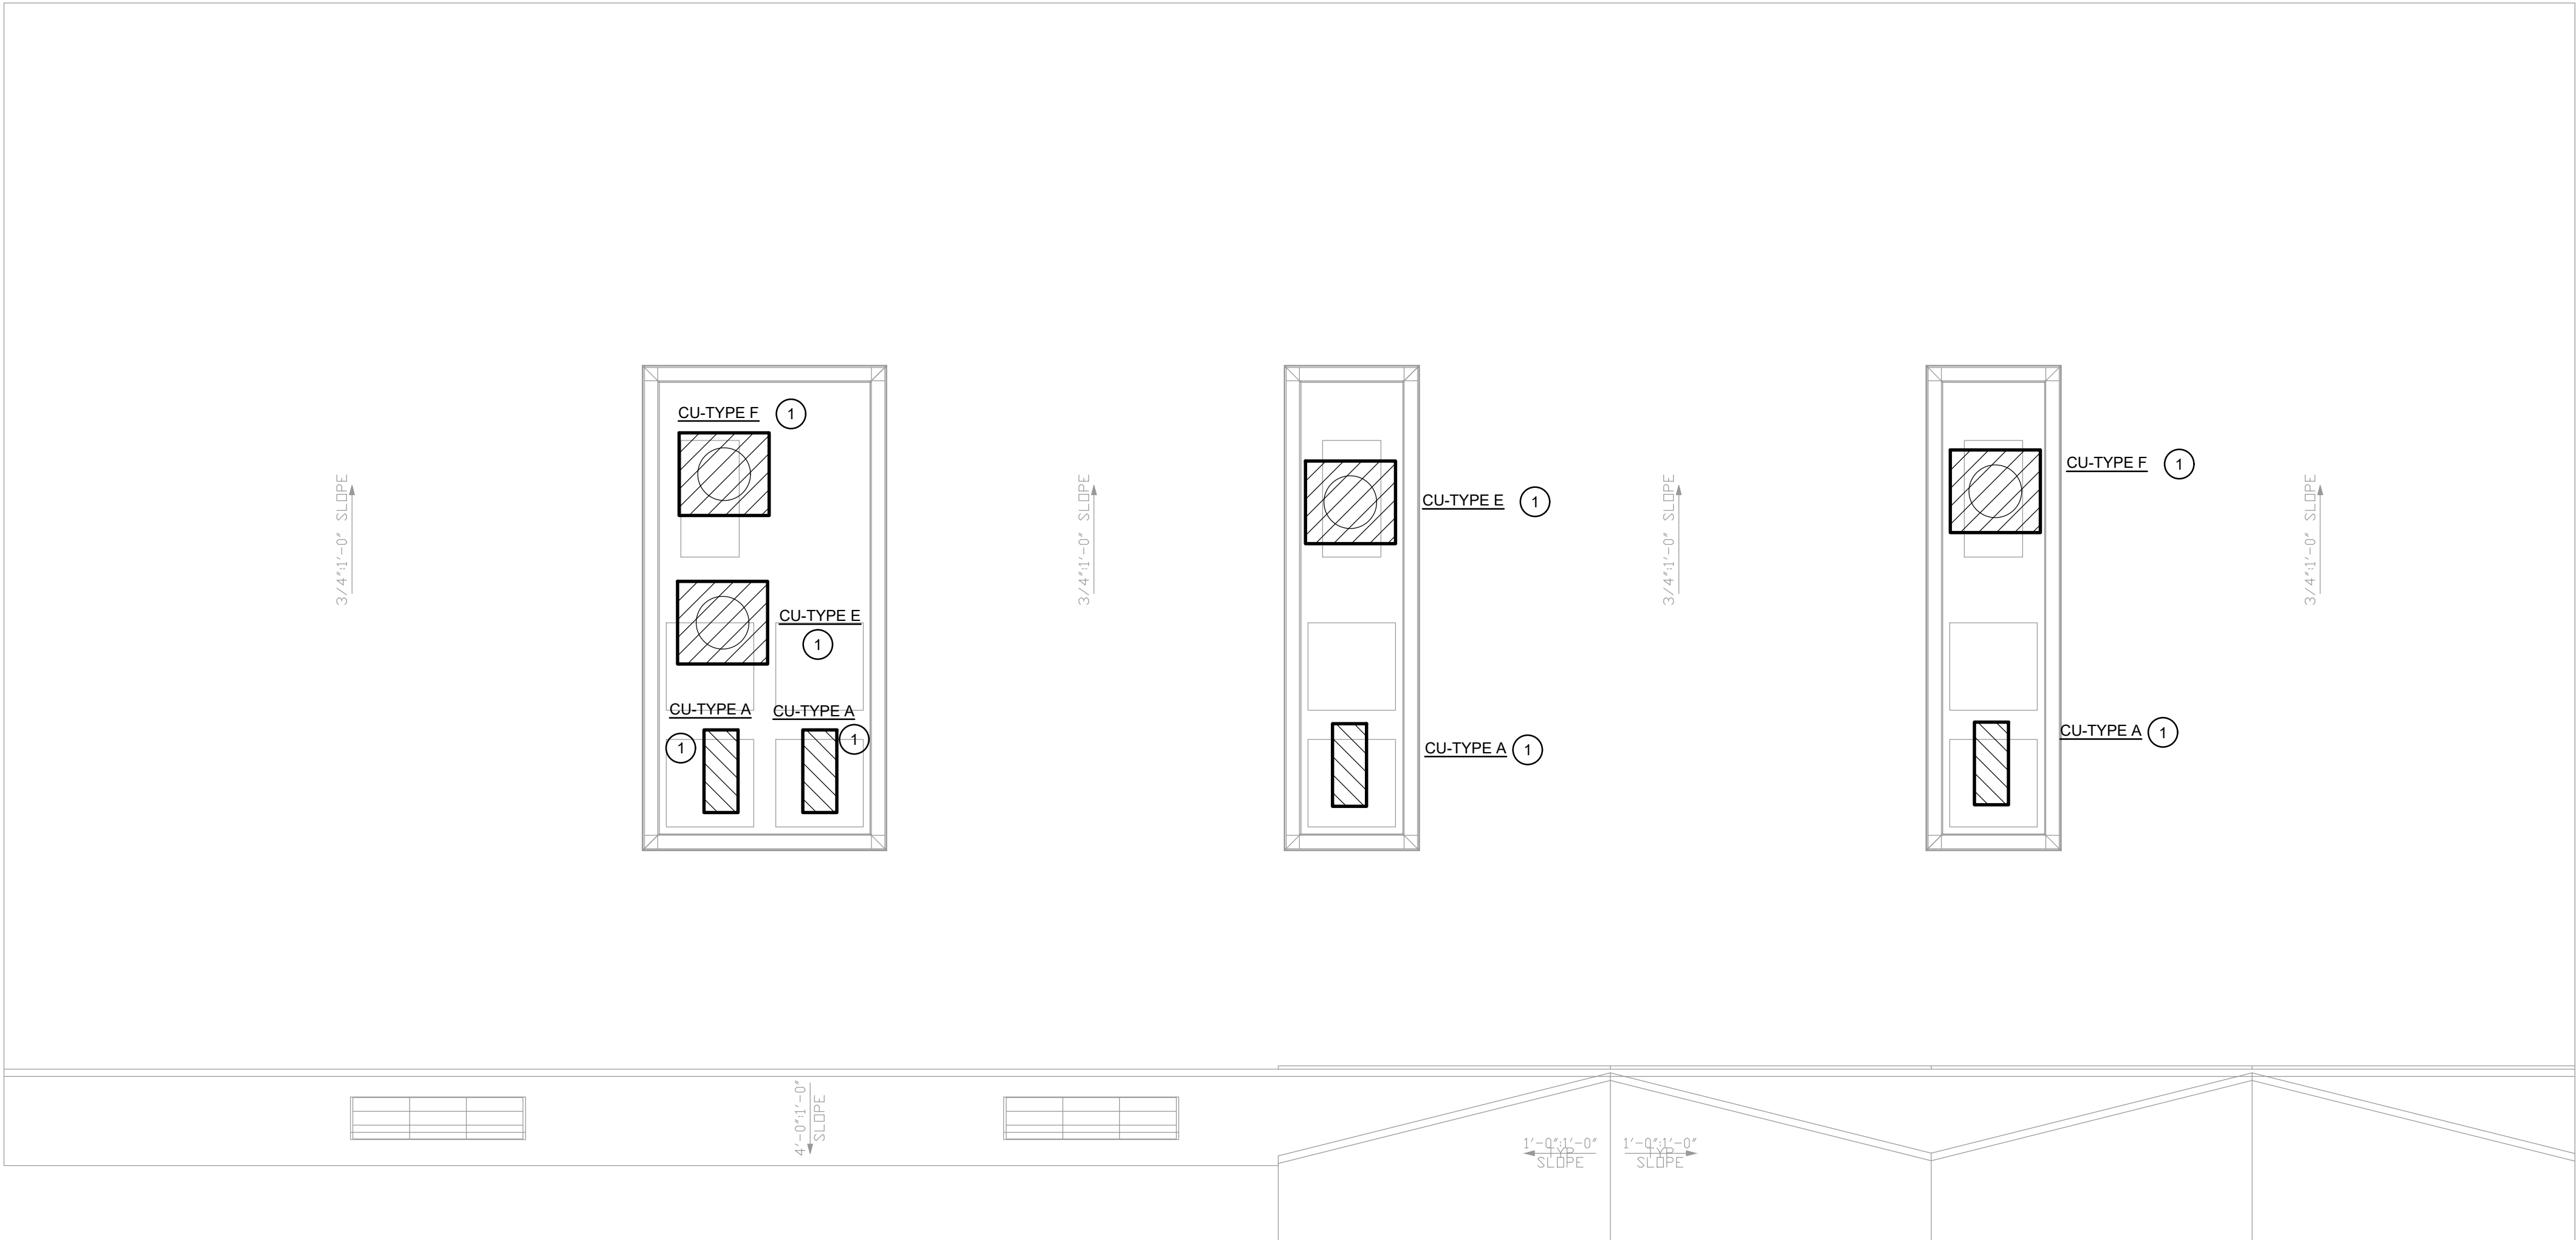 CU-TYPE F 1
CU-TYPE E
1
CU-TYPE A CU-TYPE A
1 1
CU-TYPE E 1
CU-TYPE A 1
CU-TYPE F 1
CU-TYPE A 1
3/4":1'-0" SLOPE
3/4":1'-0" SLOPE
3/4":1'-0" SLOPE
3/4":1'-0" SLOPE
4'-0":1'-0"
SLOPE
1'-0":1'-0"
TYP
SLOPE
1'-0":1'-0"
TYP
SLOPE